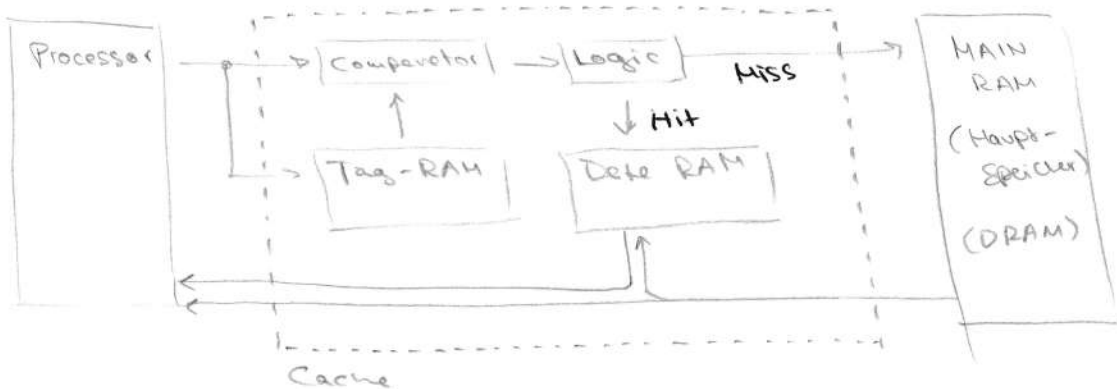 Processor
Comparator
Logic
Miss
Hit
Tag-RAM
Data RAM
MAIN
RAM
(Haupt-
speicher)
(DRAM)
Cache